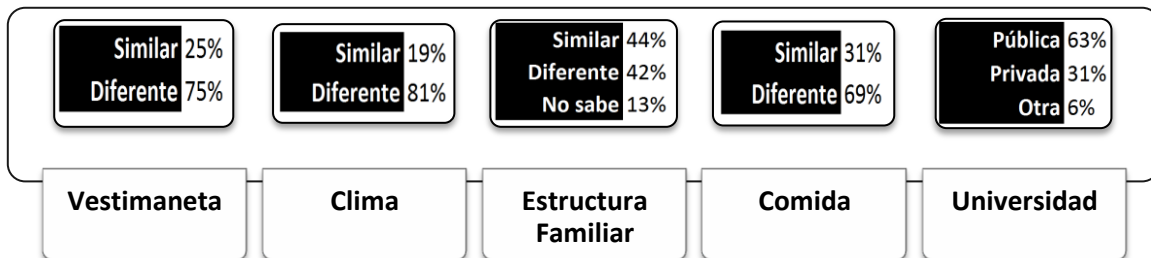 Similar 25%
Diferente 75%
Similar 19%
Diferente 81%
Similar 44%
Diferente 42%
No sabe 13%
Similar 31%
Diferente 69%
Pública 63%
Privada 31%
Otra 6%
Vestimaneta
Clima
Estructura
Familiar
Comida
Universidad